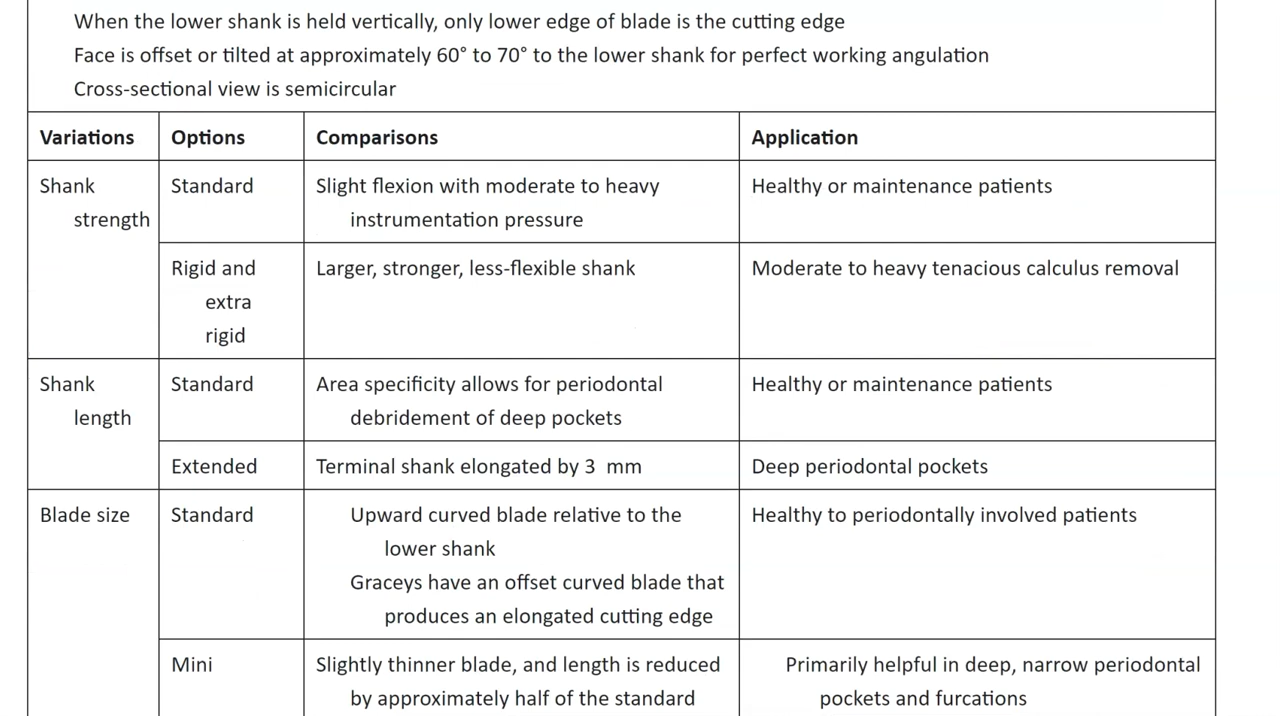 When the lower shank is held vertically, only lower edge of blade is the cutting edge
Face is offset or tilted at approximately 60° to 70° to the lower shank for perfect working angulation
Cross-sectional view is semicircular
Variations Options Comparisons Application
Shank strength
Standard
Slight flexion with moderate to heavy
instrumentation pressure
Healthy or maintenance patients
Rigid and
extra
rigid
Larger, stronger, less-flexible shank
Moderate to heavy tenacious calculus removal
Shank
length
Standard
Area specificity allows for periodontal
debridement of deep pockets
Healthy or maintenance patients
Extended
Terminal shank elongated by 3 mm
Deep periodontal pockets
Blade size
Standard
Upward curved blade relative to the
lower shank
Graceys have an offset curved blade that
produces an elongated cutting edge
Healthy to periodontally involved patients
Mini
Slightly thinner blade, and length is reduced
by approximately half of the standard
Primarily helpful in deep, narrow periodontal
pockets and furcations